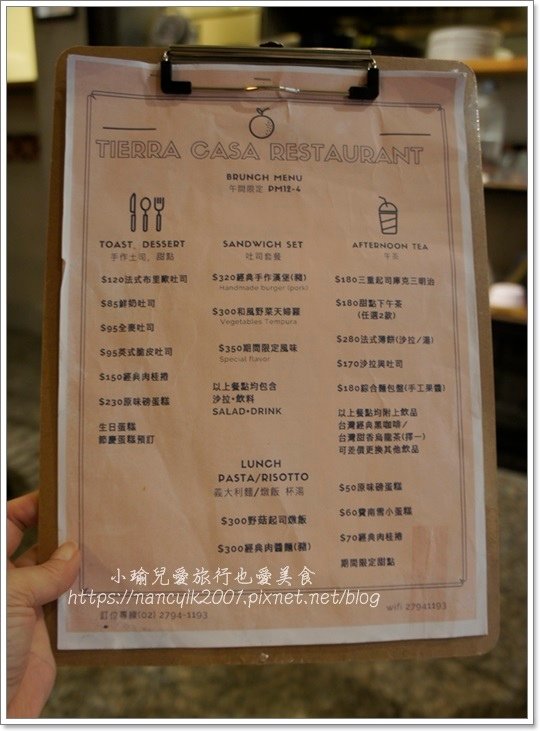 TIERRA CASA RESTAURANT
BRUNCH MENU
午間限定 PM12-4
TOAST, DESSERT
手作土司, 甜點
$120法式布里歐吐司
$85鮮奶吐司
$95全麥吐司
$95英式脆皮吐司
$150經典肉桂捲
$230原味磅蛋糕
生日蛋糕
節慶蛋糕預訂
SANDWICH SET
吐司套餐
$320經典手作漢堡(豬)
Handmade burger (pork)
$300和風野菜天婦羅
Vegetables Tempura
$350期間限定風味
Special flavor
以上餐點均包含
沙拉+飲料
SALAD+DRINK
LUNCH
PASTA/RISOTTO
義大利麵/燉飯 杯湯
$300野菇起司燉飯
$300經典肉醬麵(豬)
AFTERNOON TEA
午茶
$180三重起司庫克三明治
$180甜點下午茶
(任選2款)
$280法式薄餅(沙拉/湯)
$170沙拉與吐司
$180綜合麵包盤(手工果醬)
以上餐點均附上飲品
台灣經典黑咖啡/
台灣甜香烏龍茶(擇一)
可差價更換其他飲品
$50原味磅蛋糕
$60寶南雪小蛋糕
$70經典肉桂捲
期間限定甜點
小瑜兒愛旅行也愛美食
https://nancylk2001.pixnet.net/blog
訂位專線(02) 2794-1193
wifi 27941193